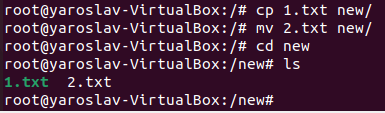 root@yaroslav-VirtualBox:/# cp 1.txt new/
root@yaroslav-VirtualBox:/# mv 2.txt new/
root@yaroslav-VirtualBox:/# cd new
root@yaroslav-VirtualBox:/new# ls
1.txt  2.txt
root@yaroslav-VirtualBox:/new#